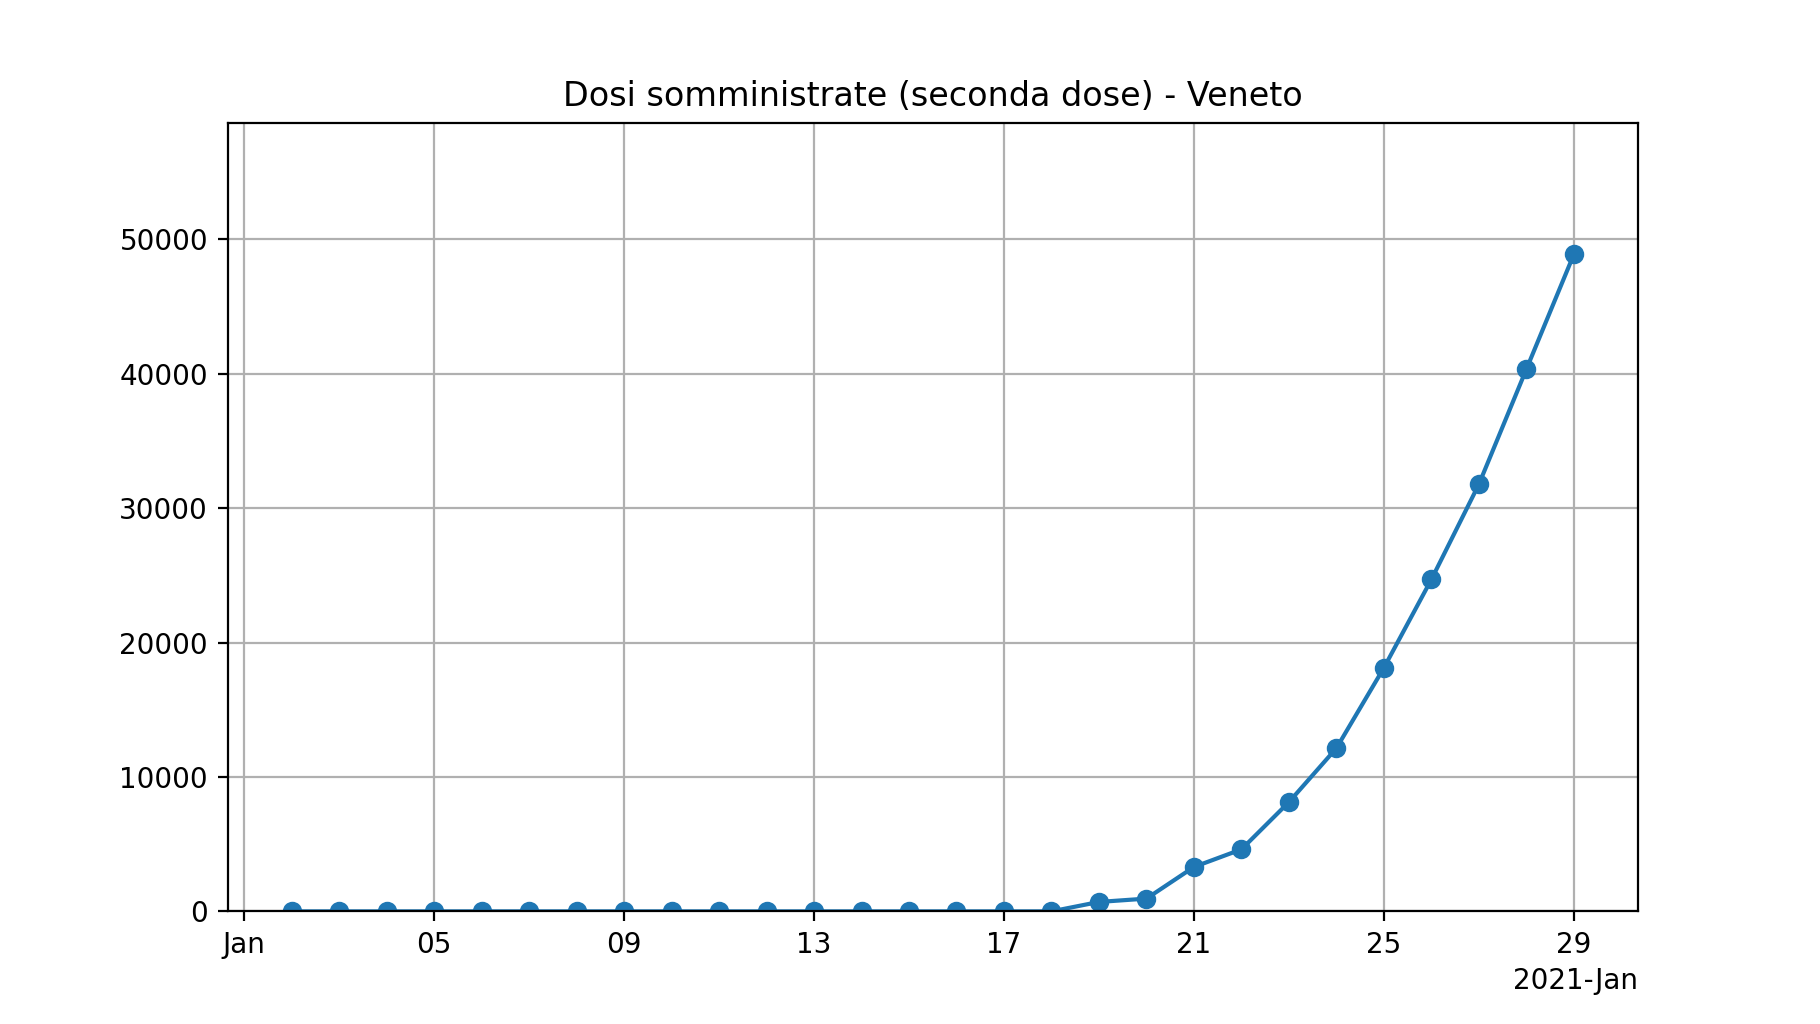 Dosi somministrate (seconda dose) - Veneto
50000
40000
30000
20000
10000
0
Jan 05 09 13 17 21 25 29
2021-Jan